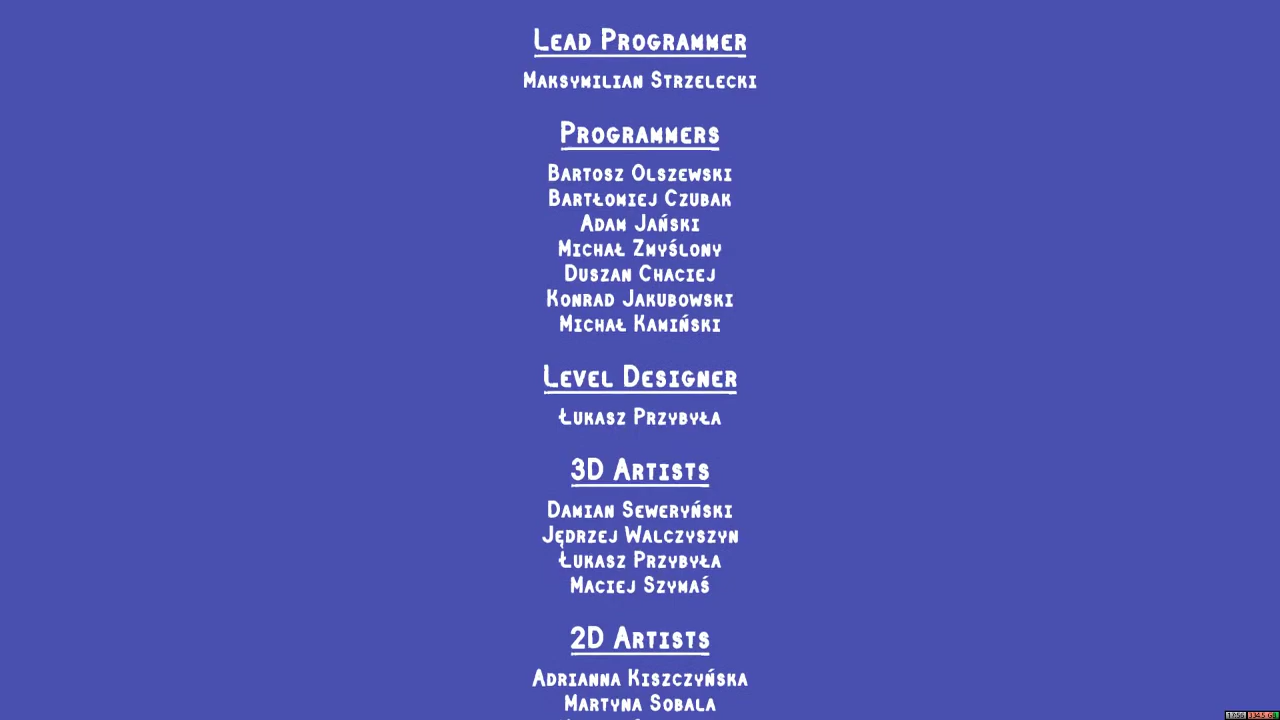 Lead Programmer
Maksymilian Strzelecki
Programmers
Bartosz Olszewski
Bartłomiej Czubak
Adam Jański
Michał Zmyślony
Duszan Chaciej
Konrad Jakubowski
Michał Kamiński
Level Designer
Łukasz Przybyła
3D Artists
Damian Seweryński
Jędrzej Walczyszyn
Łukasz Przybyła
Maciej Szymaś
2D Artists
Adrianna Kiszczyńska
Martyna Sobala